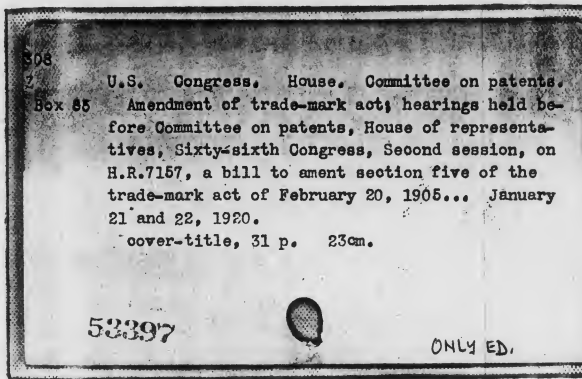 308
Z
U.S. Congress. House. Committee on patents.
Box 85 Amendment of trade-mark act; hearings held be-
fore Committee on patents, House of representa-
tives, Sixty-sixth Congress, Second session, on
H.R.7157, a bill to ament section five of the
trade-mark act of February 20, 1905... January
21 and 22, 1920.
cover-title, 31 p. 23cm.
53397
ONLY ED.